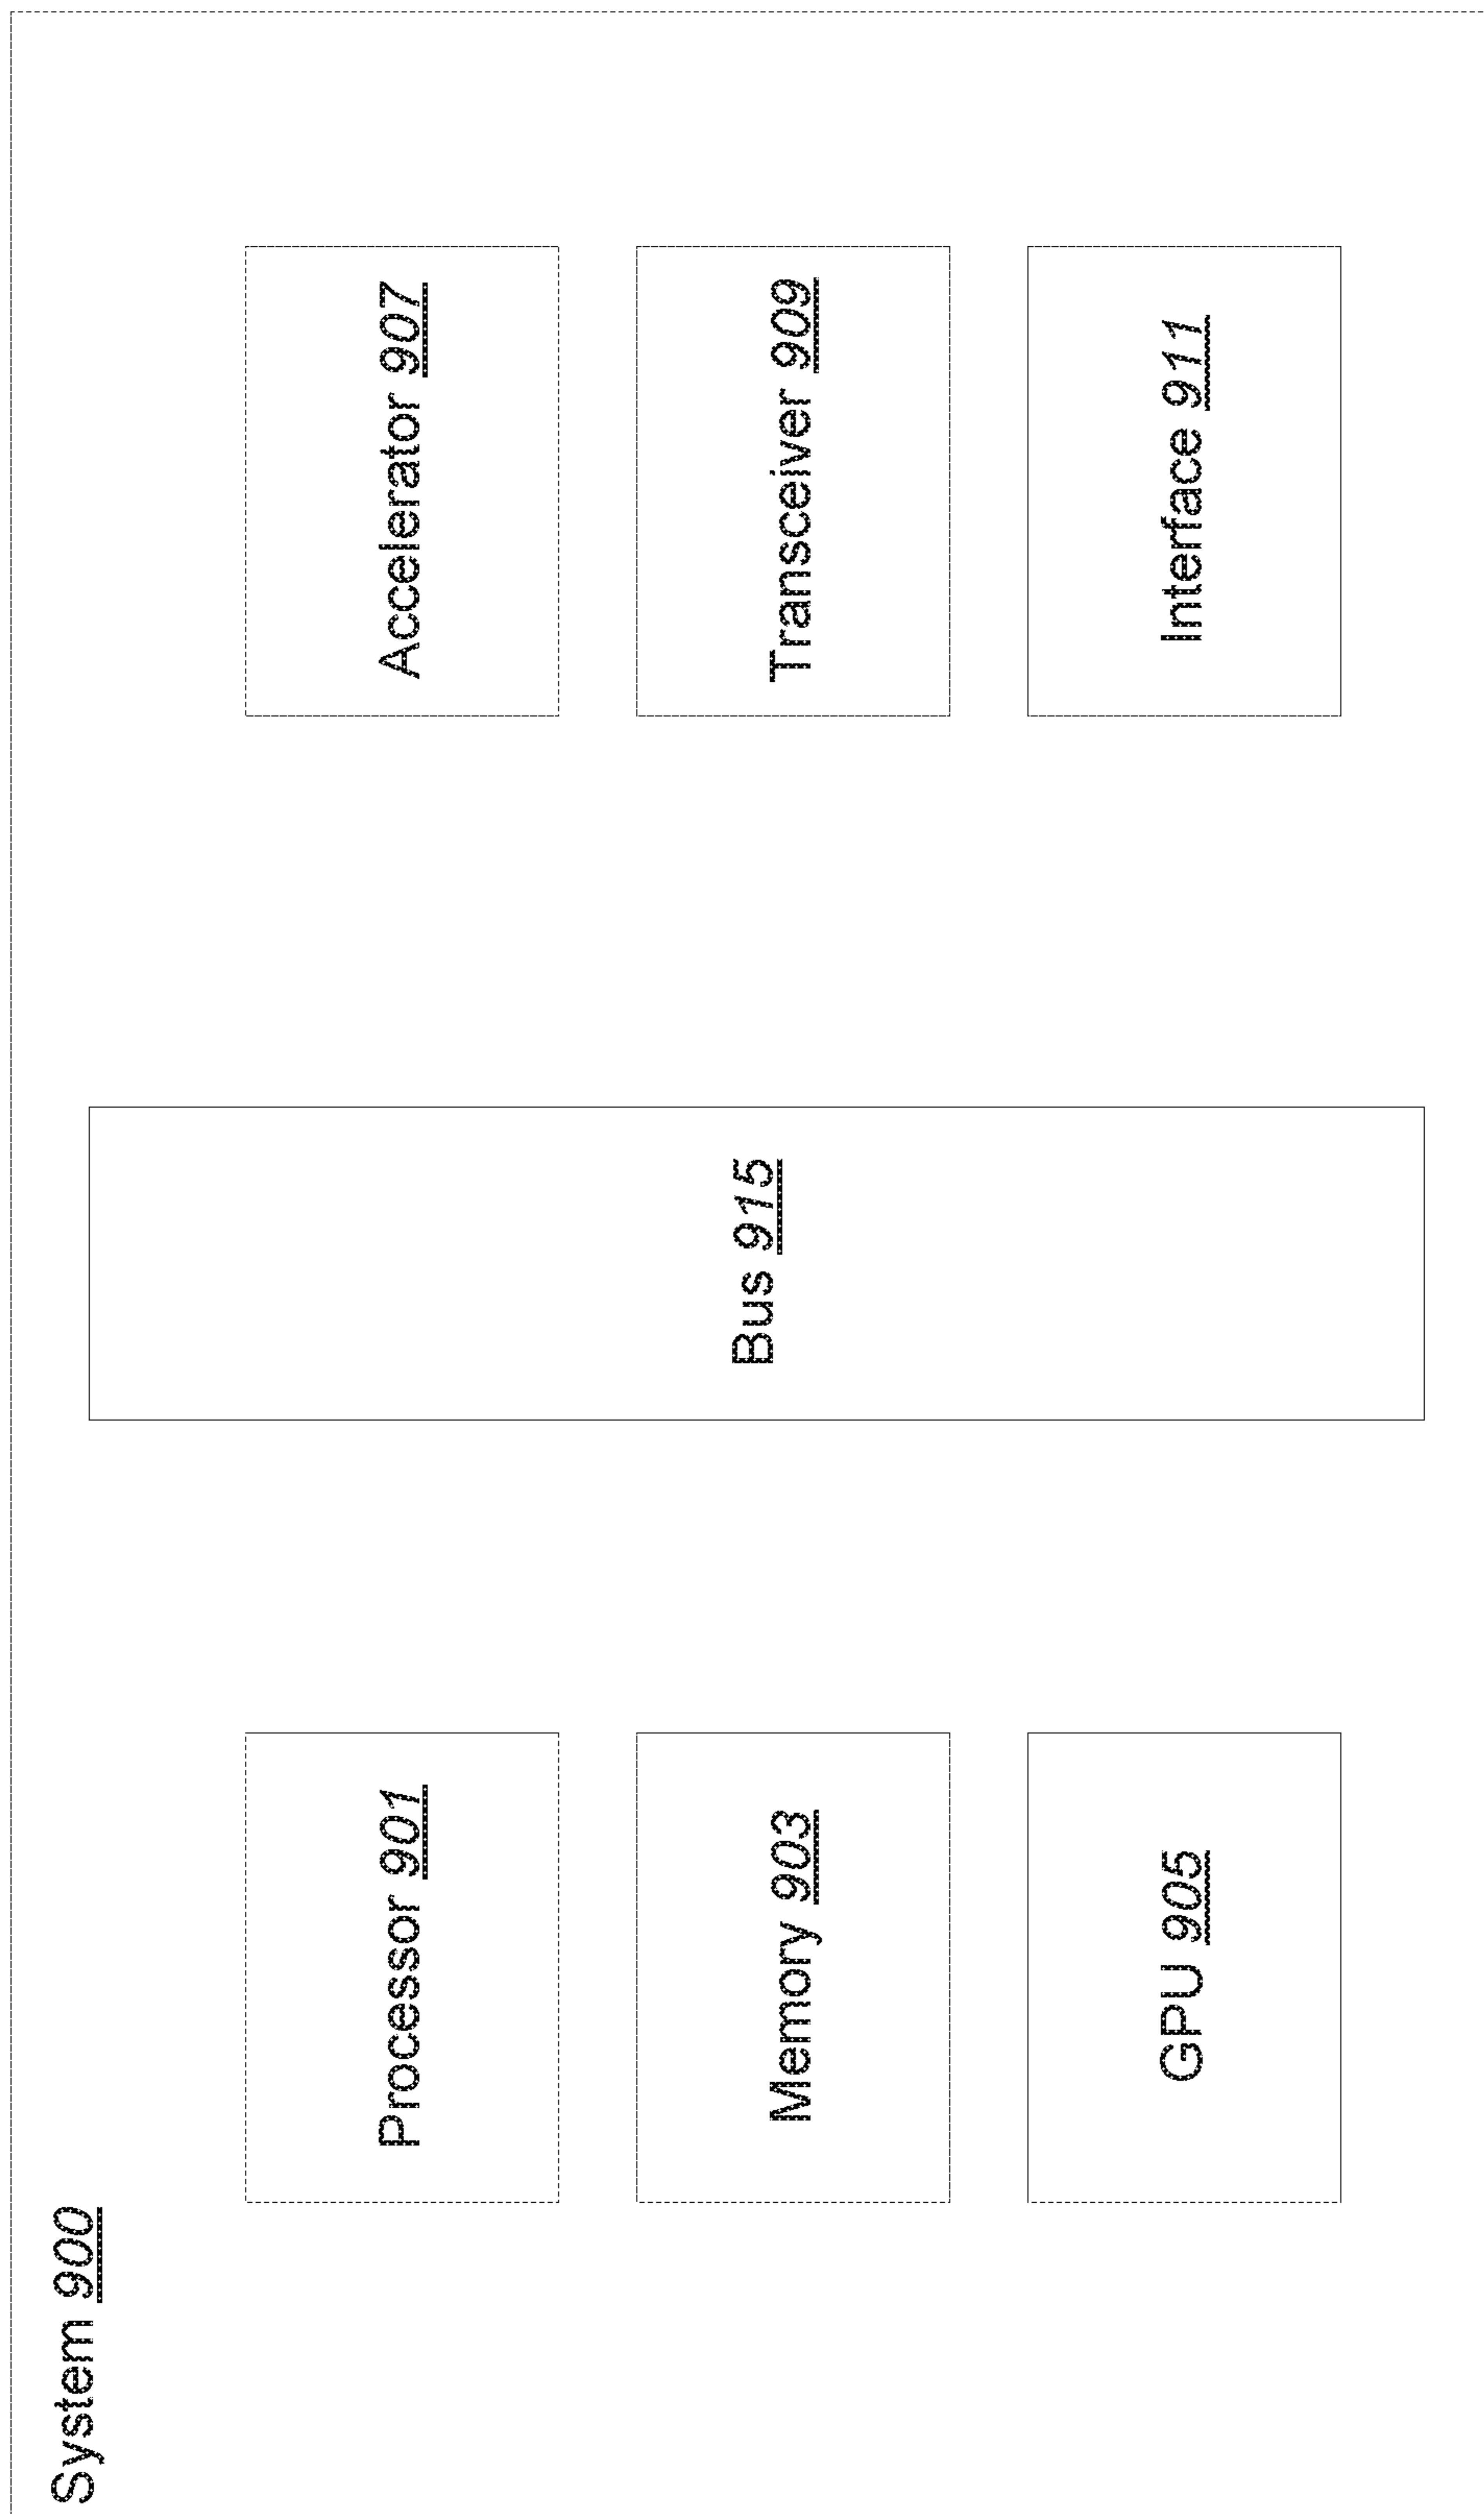 System 900
Processor 901
Memory 903
GPU 905
Bus 915
Accelerator 907
Transceiver 909
Interface 911